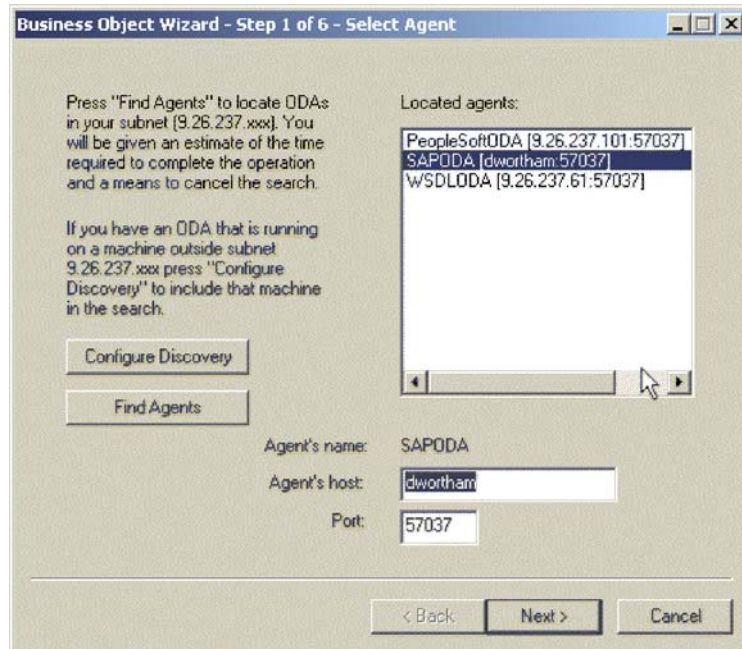 Business Object Wizard - Step 1 of 6 - Select Agent
Press "Find Agents" to locate ODAs
in your subnet [9.26.237.xxx]. You
will be given an estimate of the time
required to complete the operation
and a means to cancel the search.
If you have an ODA that is running
on a machine outside subnet
9.26.237.xxx press "Configure
Discovery" to include that machine
in the search.
Configure Discovery
Find Agents
Located agents:
PeopleSoftODA [9.26.237.101:57037]
SAPODA [dwortham:57037]
WSDLODA [9.26.237.61:57037]
Agent's name: SAPODA
Agent's host: dwortham
Port: 57037
< Back
Next >
Cancel